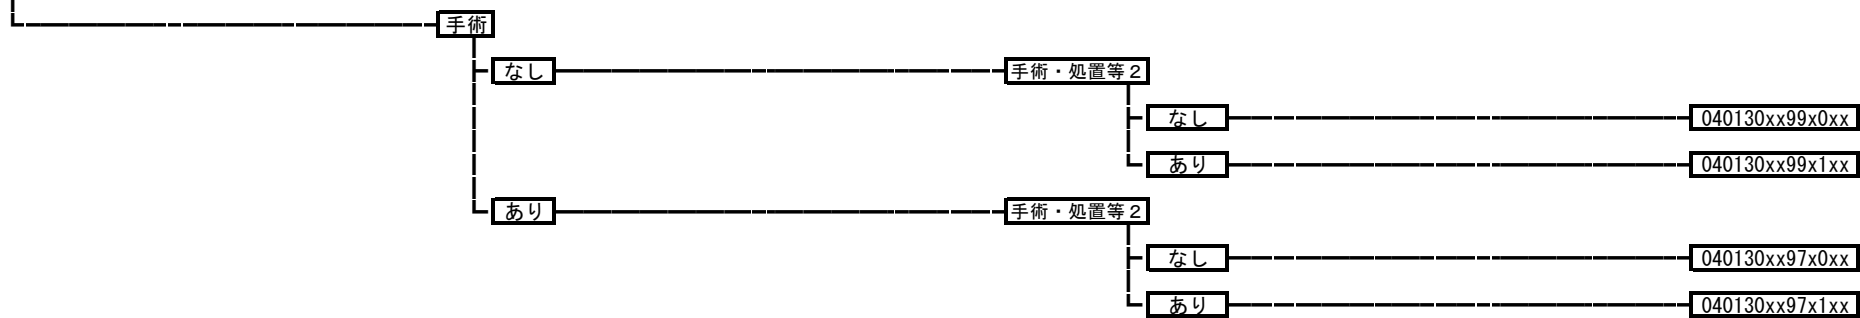 手術
なし 手術・処置等２
なし 040130xx99x0xx
あり 040130xx99x1xx
あり 手術・処置等２
なし 040130xx97x0xx
あり 040130xx97x1xx